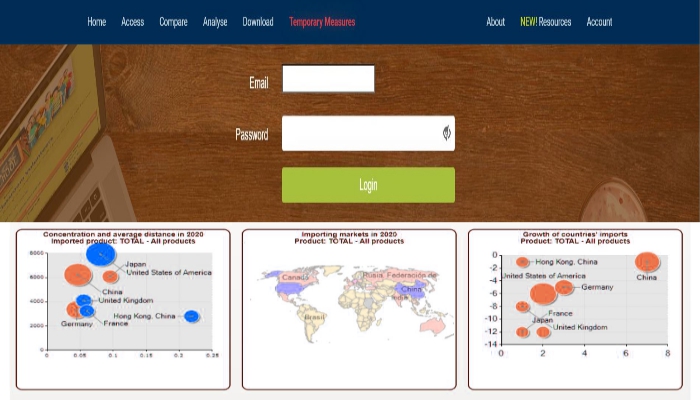 Home Access Compare Analyse Download Temporary Measures About NEW! Resources Account
Email
Password
Login
Concentration and average distance in 2020
Imported product: TOTAL - All products
8000
6000
4000
2000
0
0
0.05
0.1
0.15
0.2
0.25
Japan
United States of America
China
United Kingdom
Hong Kong. China
Germany
France
Importing markets in 2020
Product: TOTAL - All products
Canada
Rusia, Federación de
China
India
Brasil
Growth of countries' imports
Product: TOTAL - All products
0
-2
-4
-6
-8
-10
-12
-14
0
2
4
6
8
Hong Kong. China
China
United States of America
Germany
France
Japan
United Kingdom